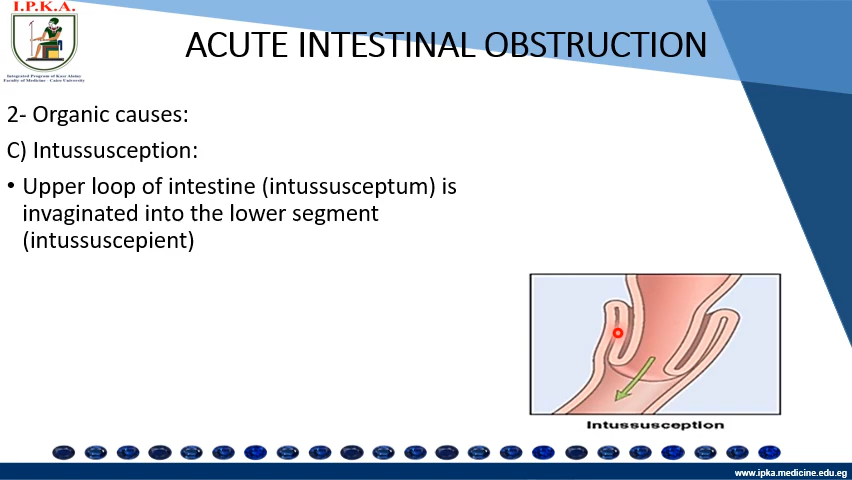 I.P.K.A.
Integrated Program of Kasr Alainy
Faculty of Medicine - Cairo University
ACUTE INTESTINAL OBSTRUCTION
2- Organic causes:
C) Intussusception:
• Upper loop of intestine (intussusceptum) is
invaginated into the lower segment
(intussuscepient)
Intussusception
www.ipka.medicine.edu.eg